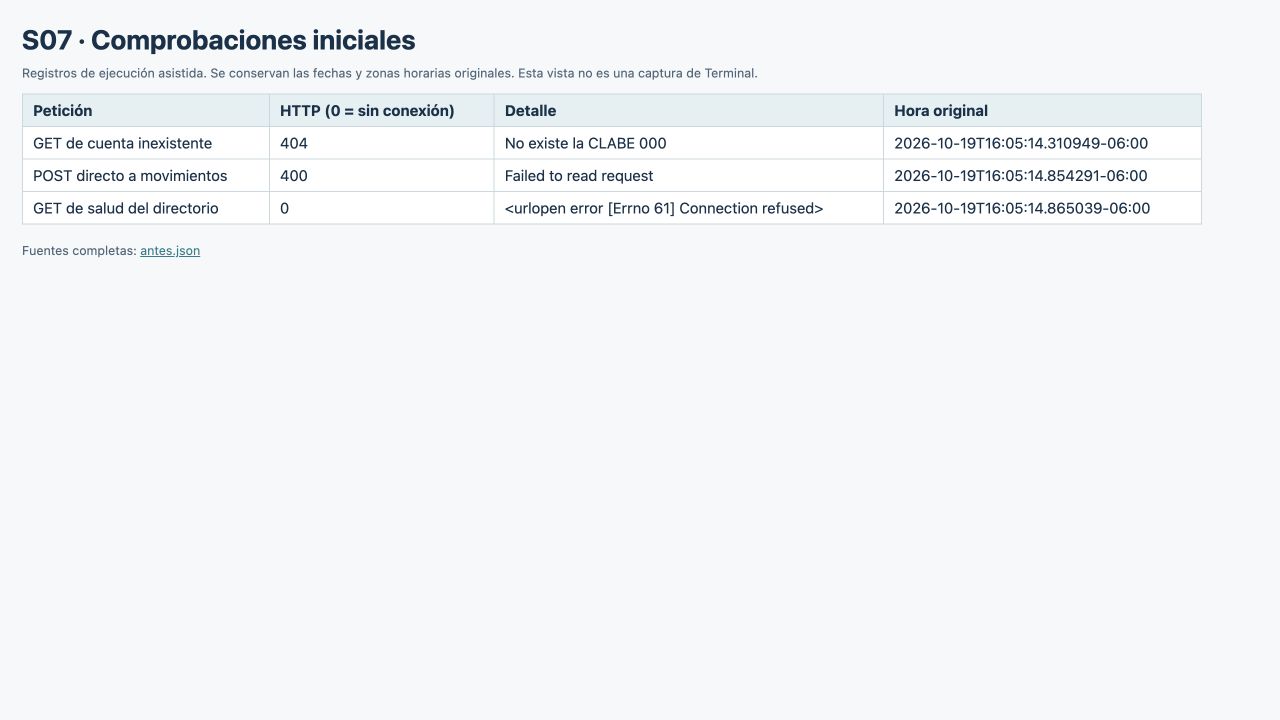 S07 · Comprobaciones iniciales
Registros de ejecución asistida. Se conservan las fechas y zonas horarias originales. Esta vista no es una captura de Terminal.
Petición HTTP (0 = sin conexión) Detalle Hora original
GET de cuenta inexistente 404 No existe la CLABE 000 2026-10-19T16:05:14.310949-06:00
POST directo a movimientos 400 Failed to read request 2026-10-19T16:05:14.854291-06:00
GET de salud del directorio 0 <urlopen error [Errno 61] Connection refused> 2026-10-19T16:05:14.865039-06:00
Fuentes completas: antes.json